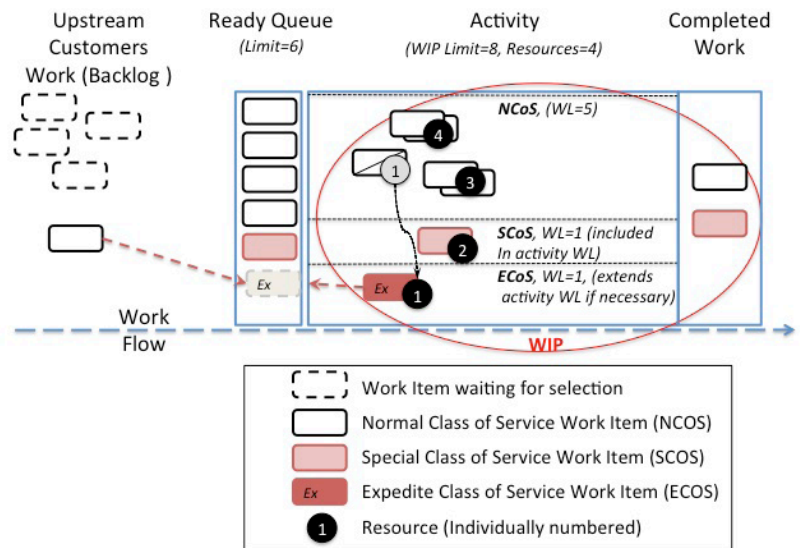 Upstream
Customers
Work (Backlog )
Ready Queue
(Limit=6)
Activity
(WIP Limit=8, Resources=4)
Completed
Work
NCoS, (WL=5)
4
1
3
SCoS, WL=1 (included
In activity WL)
2
Ex
Ex
1
ECoS, WL=1, (extends
activity WL if necessary)
Work
Flow
WIP
Work Item waiting for selection
Normal Class of Service Work Item (NCOS)
Special Class of Service Work Item (SCOS)
Ex
Expedite Class of Service Work Item (ECOS)
1
Resource (Individually numbered)